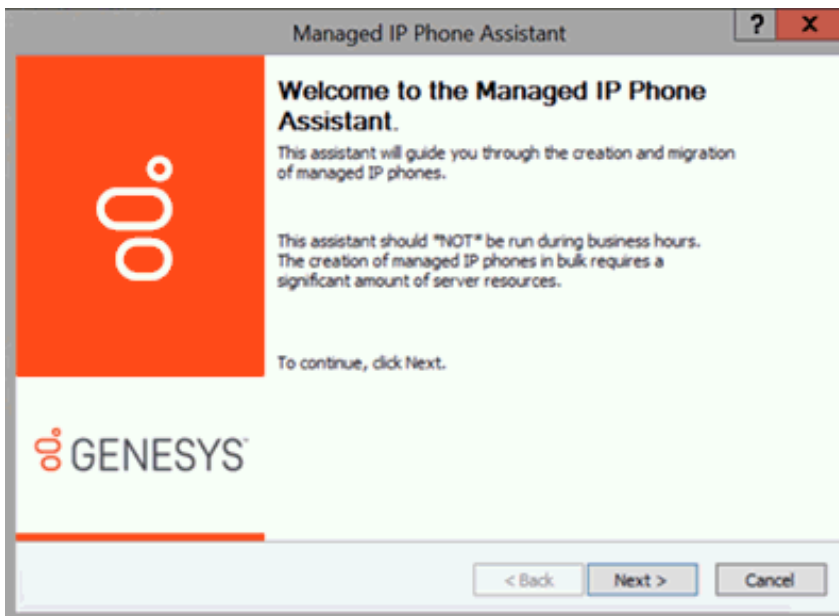 Managed IP Phone Assistant
? x
Welcome to the Managed IP Phone
Assistant.
This assistant will guide you through the creation and migration
of managed IP phones.
This assistant should *NOT* be run during business hours.
The creation of managed IP phones in bulk requires a
significant amount of server resources.
To continue, click Next.
GENESYS™
< Back Next > Cancel